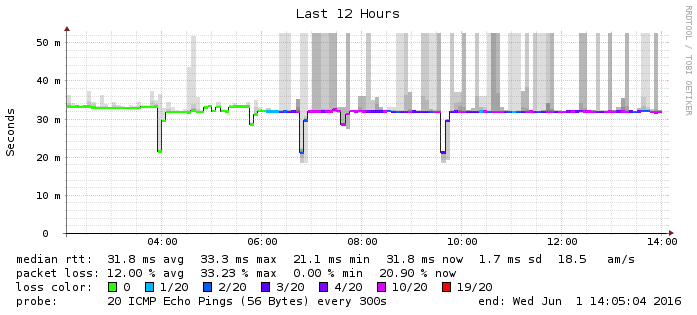 Last 12 Hours
RRDTOOL / TOBI OETIKER
Seconds
50 m
40 m
30 m
20 m
10 m
0
04:00 06:00 08:00 10:00 12:00 14:00
median rtt: 31.8 ms avg 33.3 ms max 21.1 ms min 31.8 ms now 1.7 ms sd 18.5 am/s
packet loss: 12.00 % avg 33.23 % max 0.00 % min 20.90 % now
loss color: 0 1/20 2/20 3/20 4/20 10/20 19/20
probe: 20 ICMP Echo Pings (56 Bytes) every 300s end: Wed Jun 1 14:05:04 2016